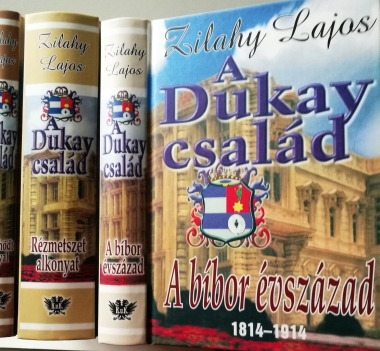 Zilahy
Lajos
A
Dukay
család
Rézmetszet
alkonyat
K.u.K.
Zilahy
Lajos
A
Dukay
család
A bíbor
évszázad
K.u.K.
Zilahy Lajos
A
Dukay
család
A bíbor évszázad
1814-1914